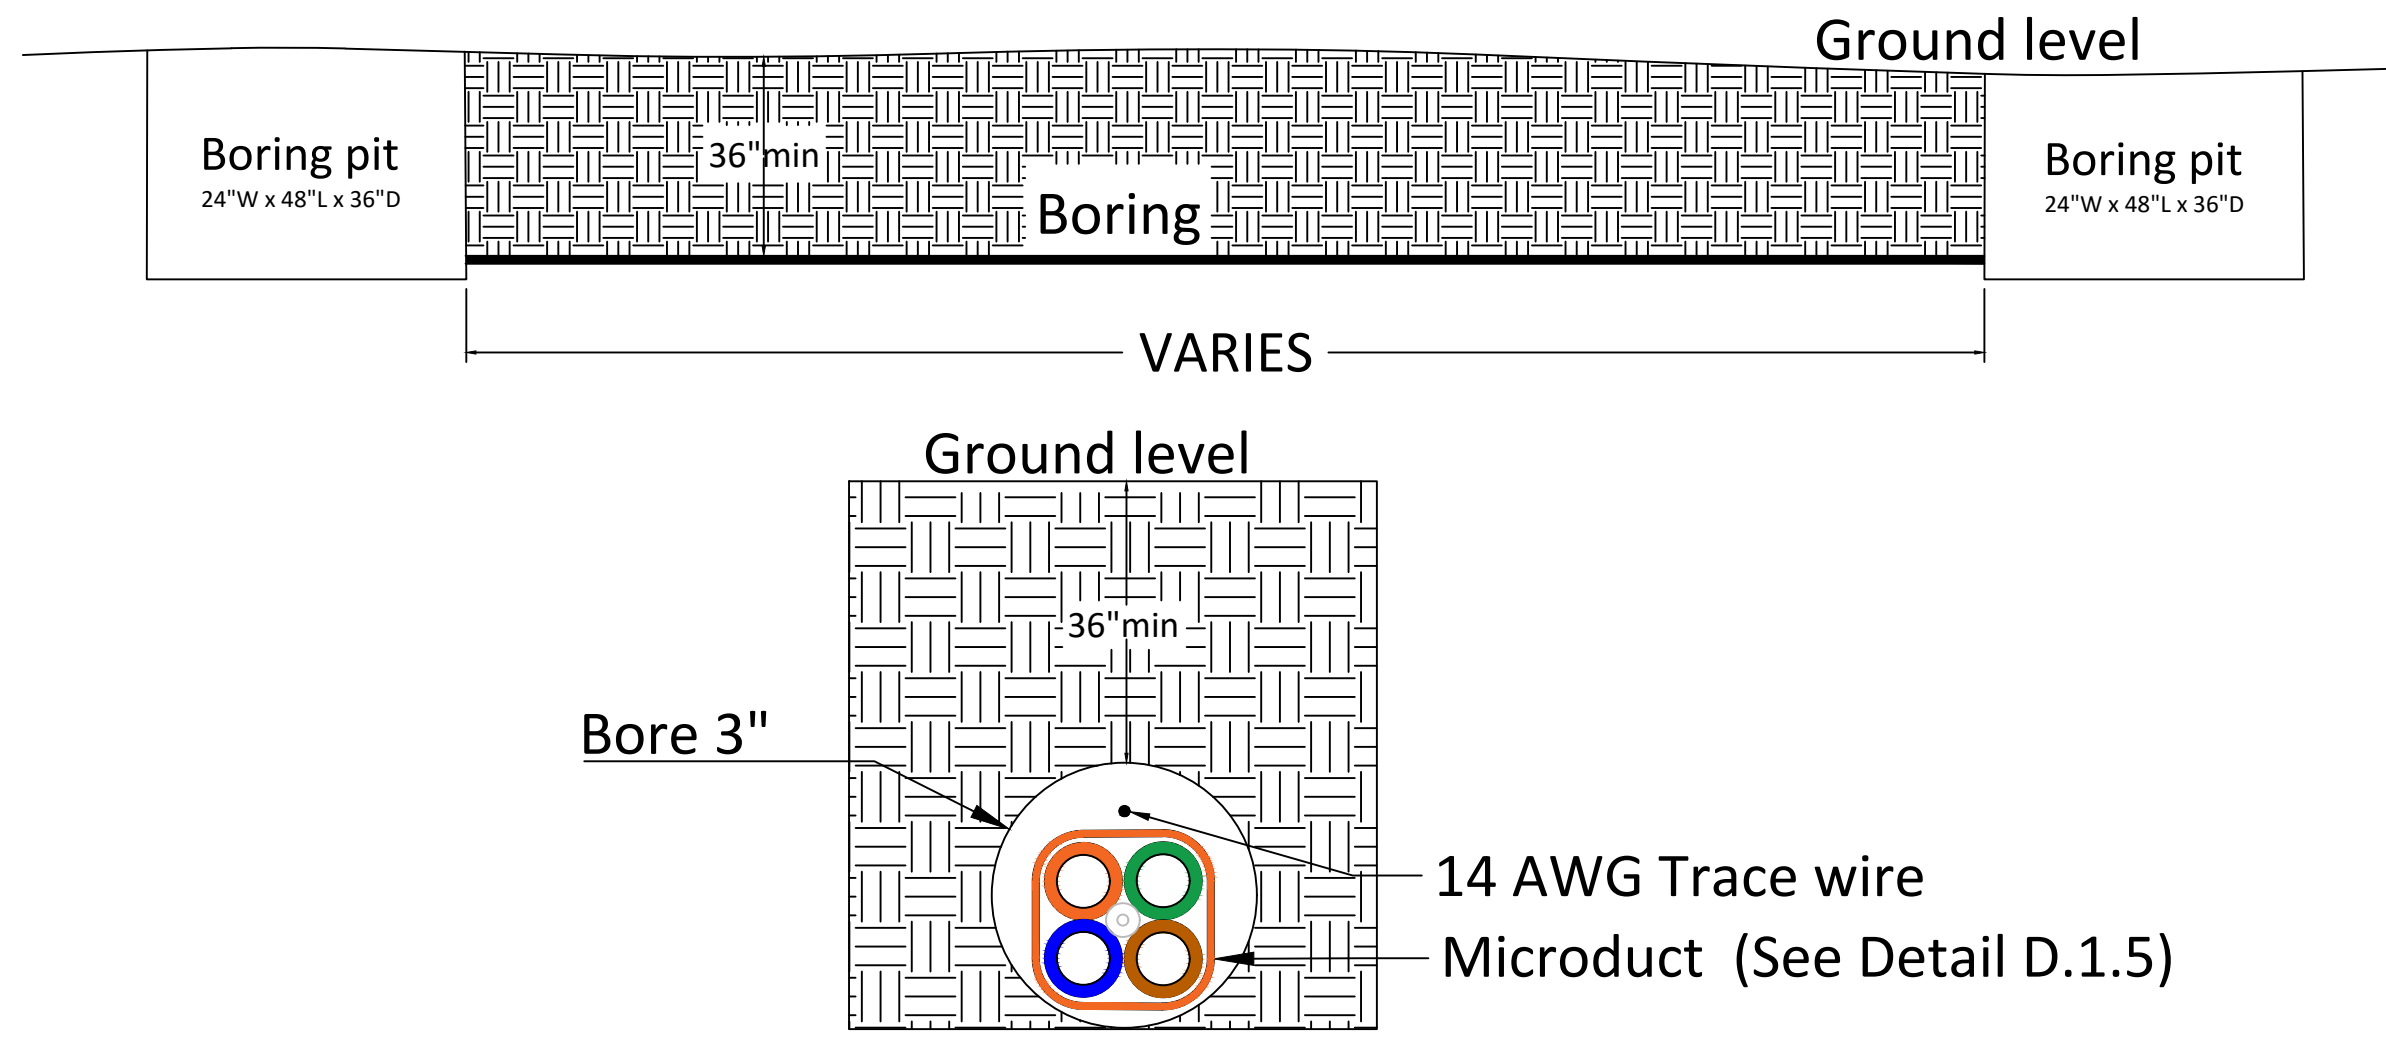 Ground level
Boring pit
24"W x 48"L x 36"D
36"min
Boring
Boring pit
24"W x 48"L x 36"D
VARIES
Ground level
36"min
Bore 3"
14 AWG Trace wire
Microduct (See Detail D.1.5)